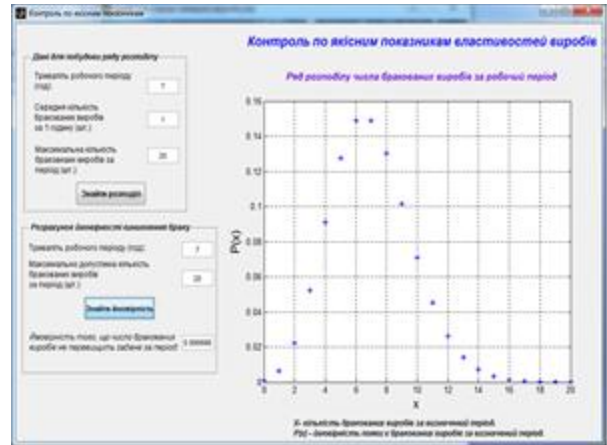 Контроль по якісним показникам
Контроль по якісним показникам властивостей виробів
Дані для побудови ряду розподілу
Тривалість робочого періоду
(год):
7
Середня кількість
бракованих виробів
за 1 годину (шт.)
1
Максимальна кількість
бракованих виробів за
період (шт.)
20
Знайти розподіл
Розрахунок ймовірності виникнення браку
Тривалість робочого періоду (год):
7
Максимально допустима кількість
бракованих виробів
за період (шт.)
20
Знайти ймовірність
Ймовірність того, що число бракованих
виробів не перевищить задане за період
Ряд розподілу числа бракованих виробів за робочий період
0.16
0.14
0.12
0.1
0.08
0.06
0.04
0.02
0
P(x)
0 2 4 6 8 10 12 14 16 18 20
X
X- кількість бракованих виробів за визначений період.
P(x) - ймовірність появи x бракованих виробів за визначений період.